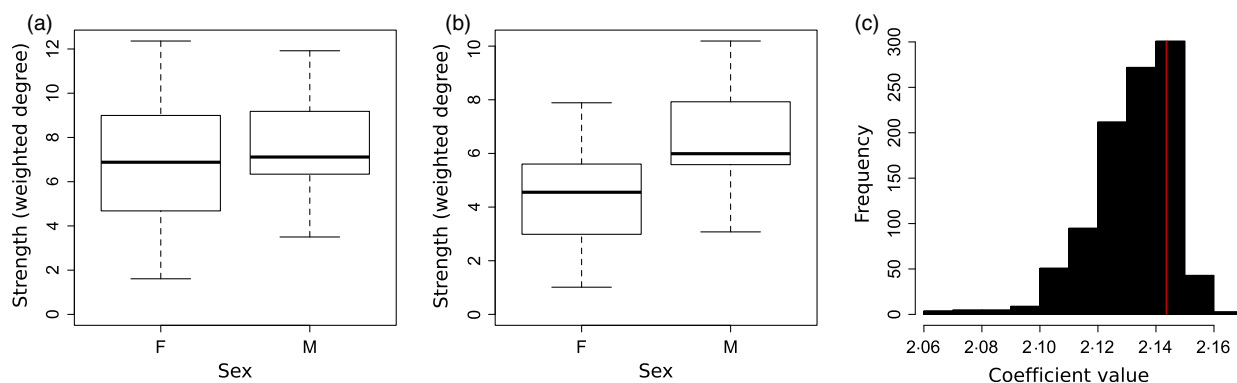 (a)
Strength (weighted degree)
12
10
8
6
4
2
0
F
M
Sex
(b)
Strength (weighted degree)
10
8
6
4
2
0
F
M
Sex
(c)
Frequency
300
250
200
150
100
50
0
2·06
2·08
2·10
2·12
2·14
2·16
Coefficient value